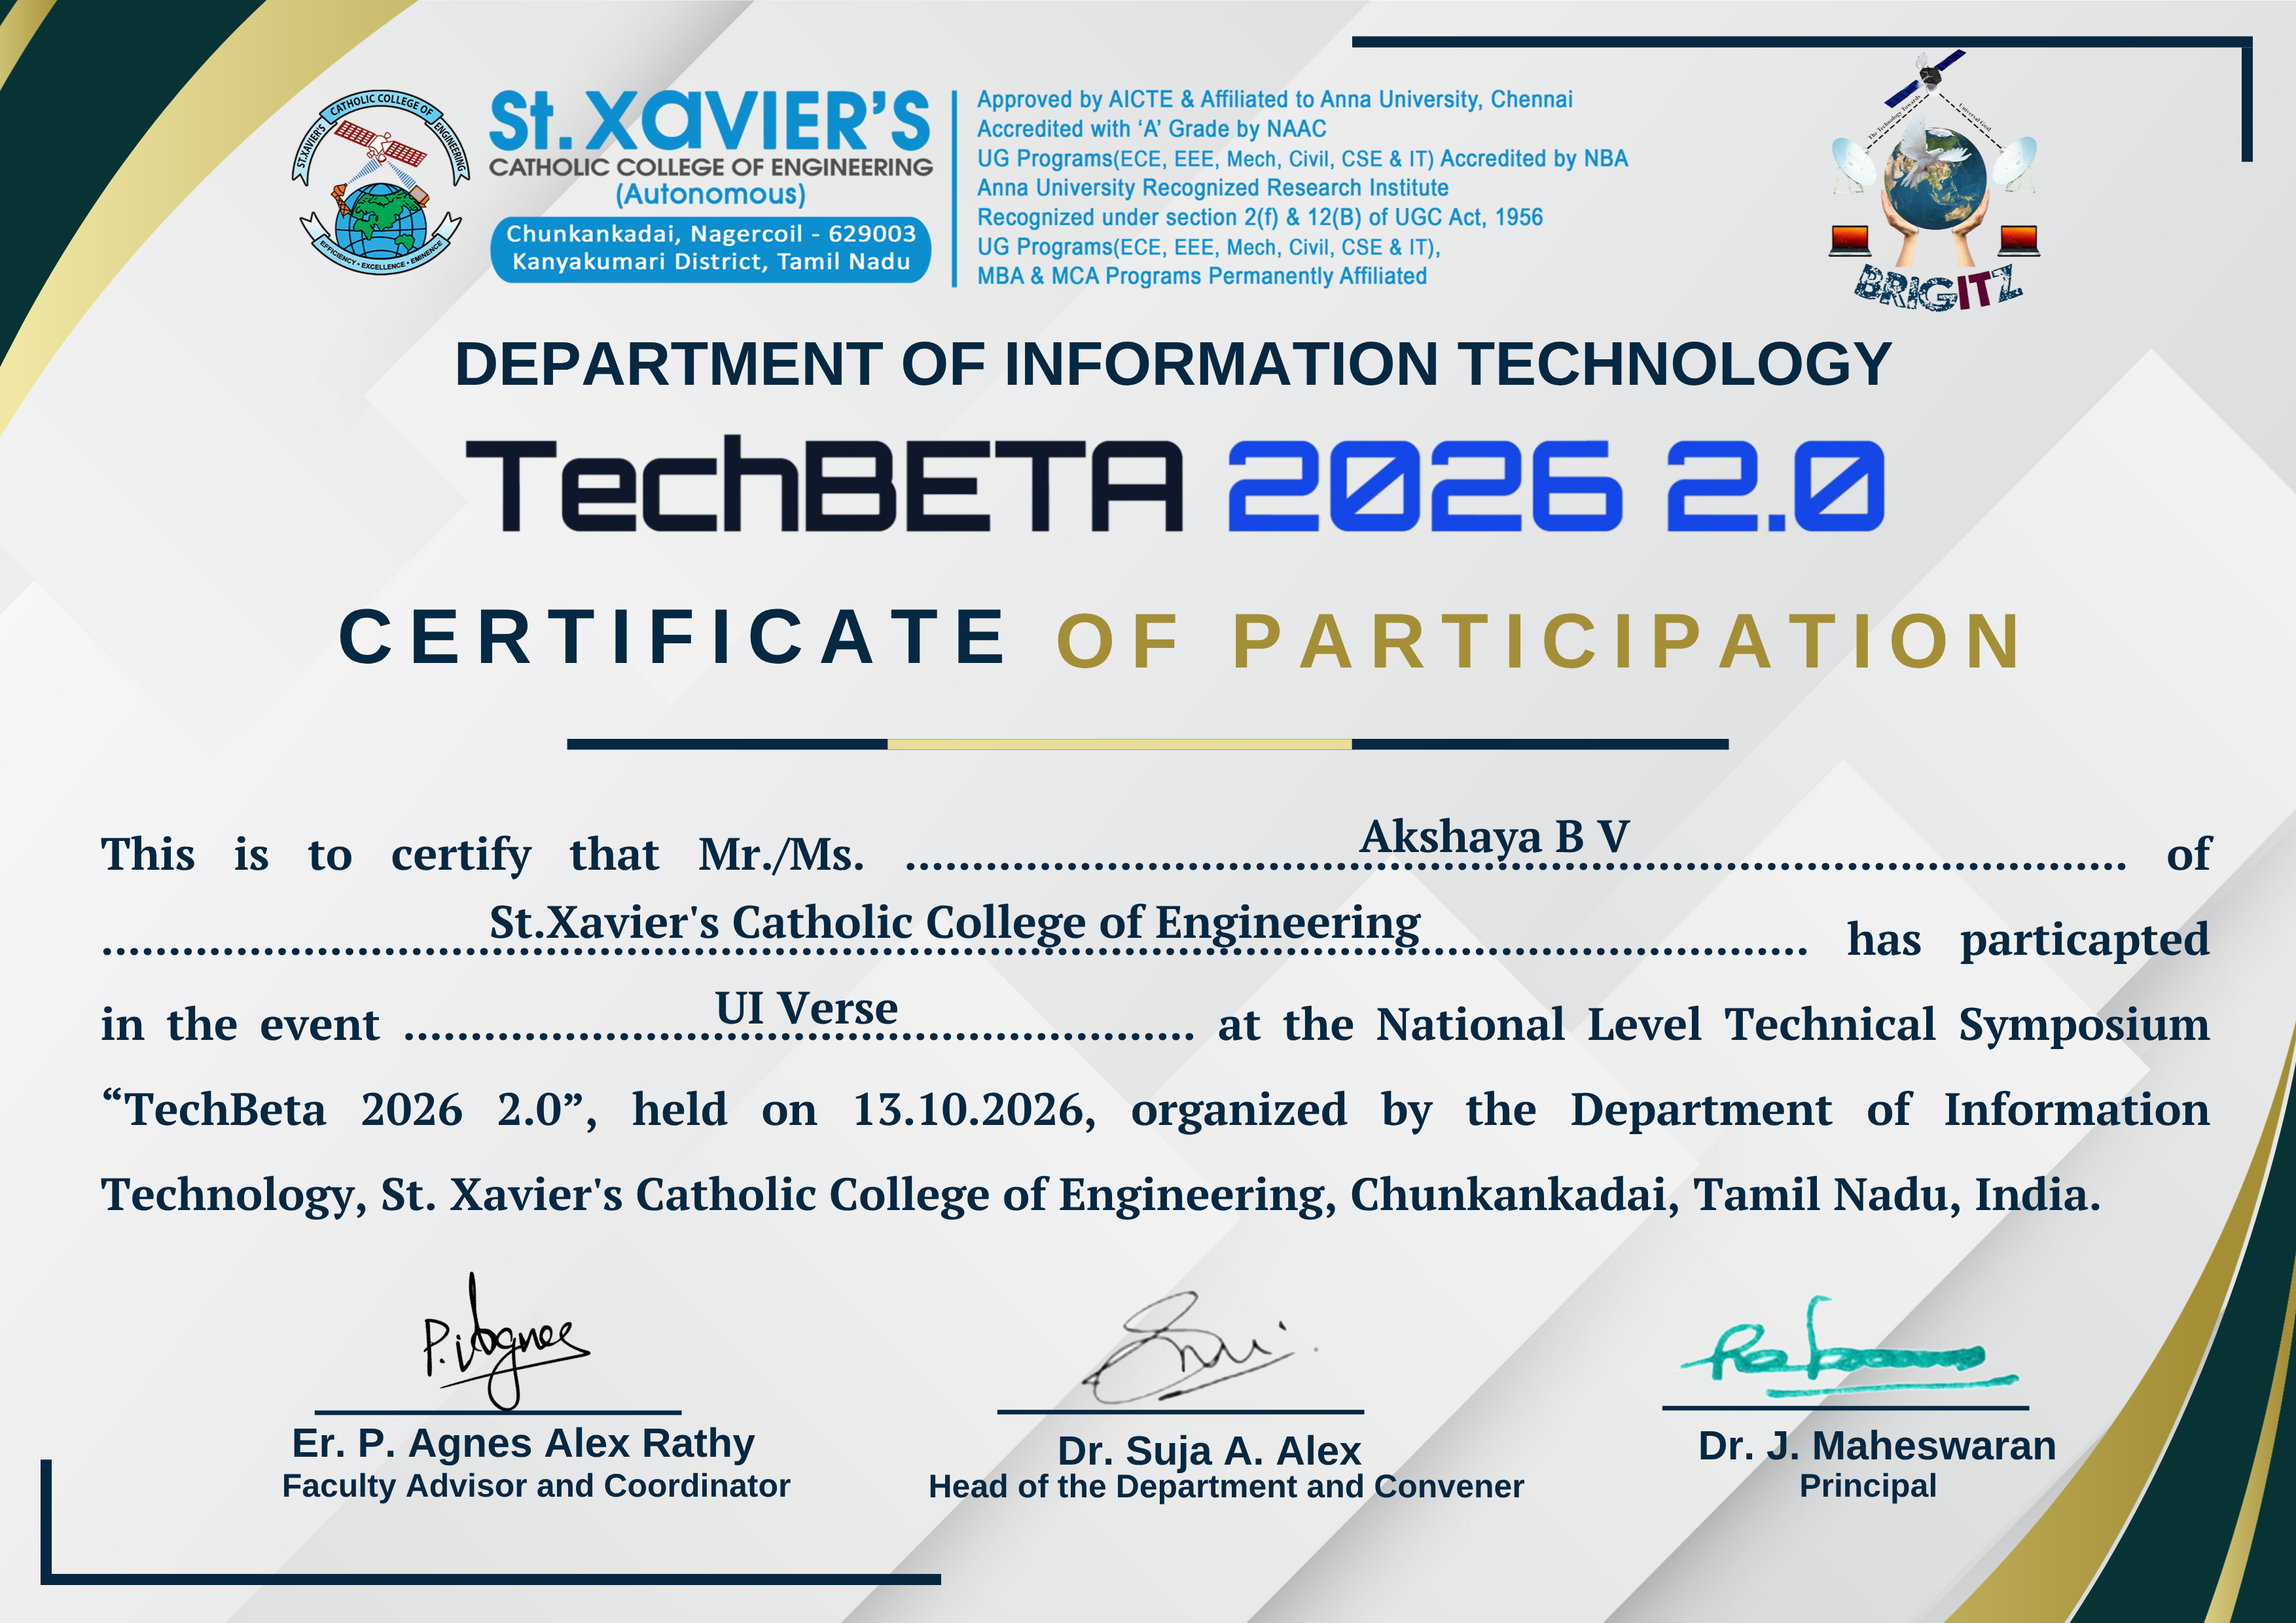 ST.XAVIER'S CATHOLIC COLLEGE OF ENGINEERING
EFFICIENCY • EXCELLENCE • EMINENCE
St. XAVIER'S
CATHOLIC COLLEGE OF ENGINEERING
(Autonomous)
Chunkankadai, Nagercoil - 629003
Kanyakumari District, Tamil Nadu
Approved by AICTE & Affiliated to Anna University, Chennai
Accredited with ‘A’ Grade by NAAC
UG Programs(ECE, EEE, Mech, Civil, CSE & IT) Accredited by NBA
Anna University Recognized Research Institute
Recognized under section 2(f) & 12(B) of UGC Act, 1956
UG Programs(ECE, EEE, Mech, Civil, CSE & IT),
MBA & MCA Programs Permanently Affiliated
The Technology Towards
Universal God
BRIGITZ
DEPARTMENT OF INFORMATION TECHNOLOGY
TechBETA 2026 2.0
CERTIFICATE OF PARTICIPATION
This is to certify that Mr./Ms. Akshaya B V of
St.Xavier's Catholic College of Engineering has particapted
in the event UI Verse at the National Level Technical Symposium
“TechBeta 2026 2.0”, held on 13.10.2026, organized by the Department of Information
Technology, St. Xavier's Catholic College of Engineering, Chunkankadai, Tamil Nadu, India.
P. Agnes
Er. P. Agnes Alex Rathy
Faculty Advisor and Coordinator
Dr. Suja A. Alex
Head of the Department and Convener
Dr. J. Maheswaran
Principal